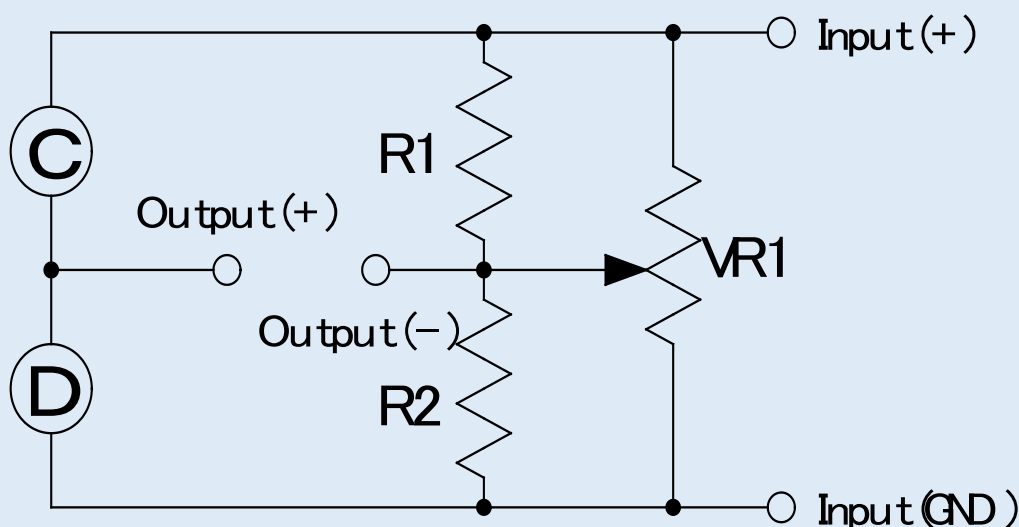 Input(+)
C
R1
Output(+)
VR1
Output(−)
D
R2
Input(GND)